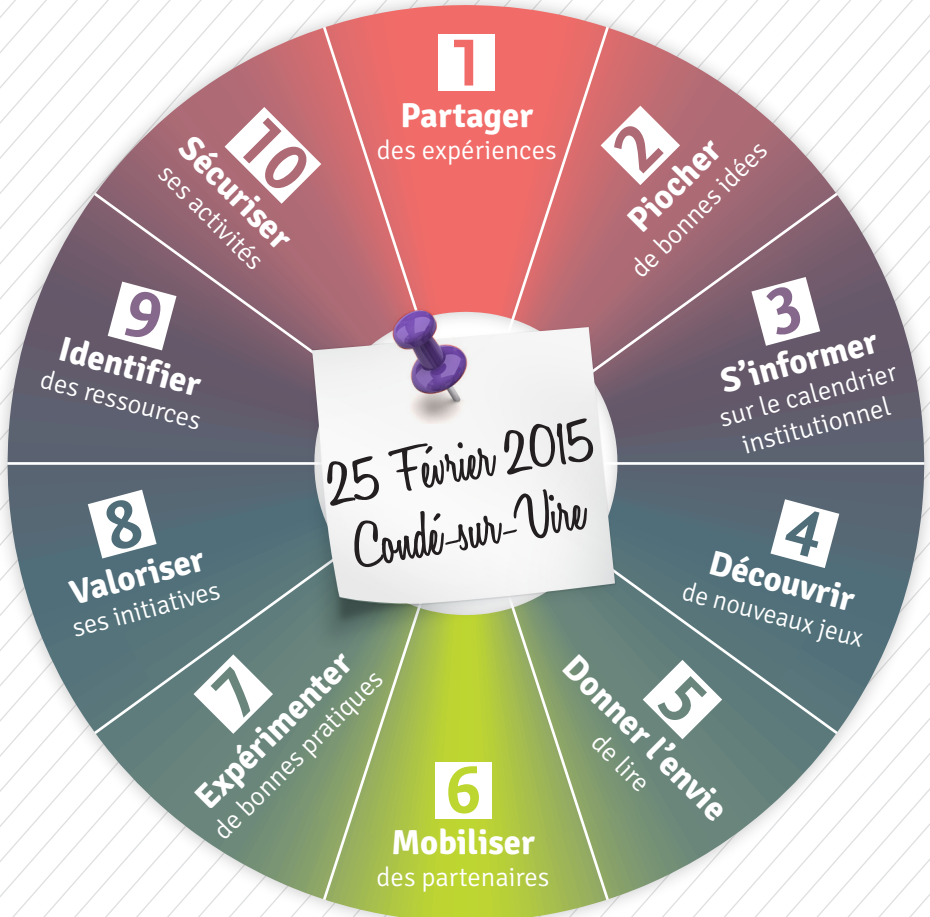 1
Partager
des expériences
2
Piocher
de bonnes idées
3
S'informer
sur le calendrier
institutionnel
4
Découvrir
de nouveaux jeux
5
Donner l'envie
de lire
6
Mobiliser
des partenaires
7
Expérimenter
de bonnes pratiques
8
Valoriser
ses initiatives
9
Identifier
des ressources
10
Sécuriser
ses activités
25 Février 2015
Condé-sur-Vire